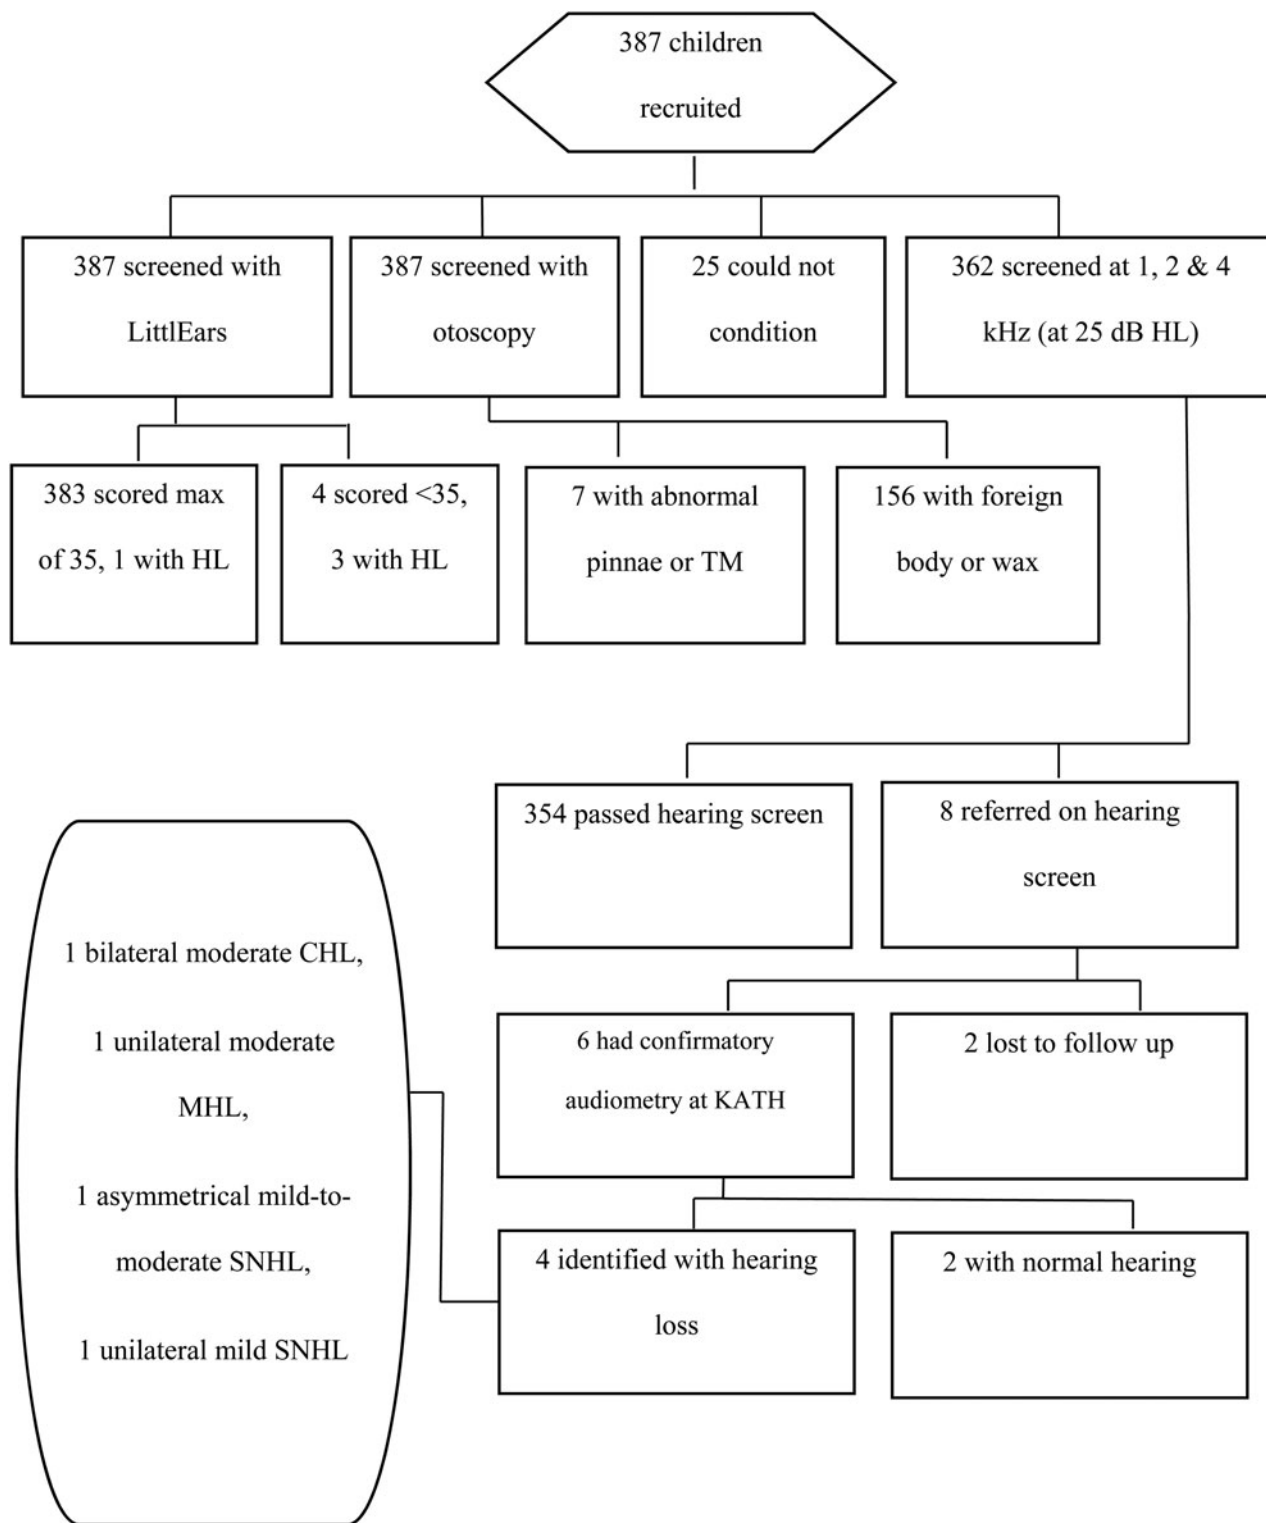 387 children
recruited
387 screened with
LittlEars
387 screened with
otoscopy
25 could not
condition
362 screened at 1, 2 & 4
kHz (at 25 dB HL)
383 scored max
of 35, 1 with HL
4 scored <35,
3 with HL
7 with abnormal
pinnae or TM
156 with foreign
body or wax
354 passed hearing screen
8 referred on hearing
screen
6 had confirmatory
audiometry at KATH
2 lost to follow up
4 identified with hearing
loss
2 with normal hearing
1 bilateral moderate CHL,
1 unilateral moderate
MHL,
1 asymmetrical mild-to-
moderate SNHL,
1 unilateral mild SNHL